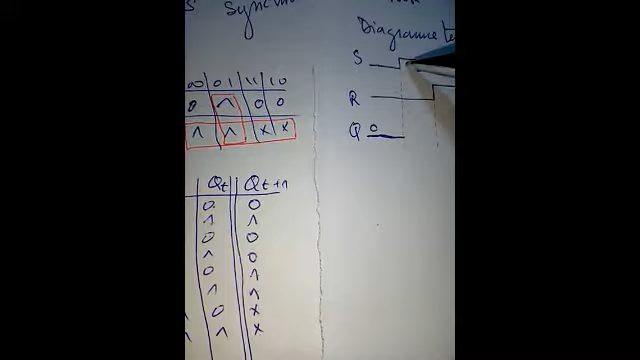 Diagramme te
S
R
Q 0
00 01 11 10
0 1 0 0
1 1 x x
Qt Qt+1
0 0
1 1
0 0
1 0
0 1
1 1
0 x
1 x